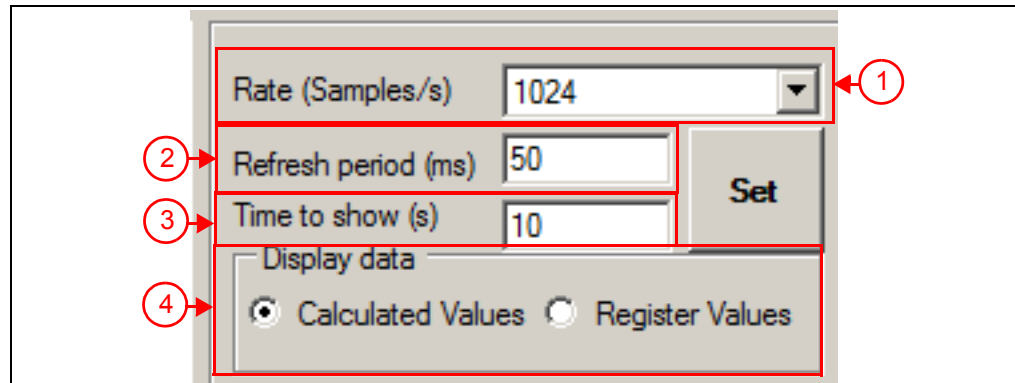 Rate (Samples/s) 1024 1
2 Refresh period (ms) 50
Set
3 Time to show (s) 10
Display data
4 Calculated Values Register Values